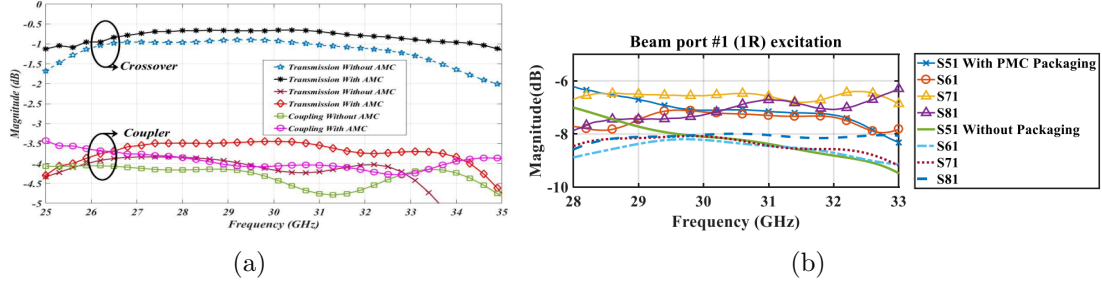 0
-0.5
-1
-1.5
-2
-2.5
-3
-3.5
-4
-4.5
-5
Magnitude (dB)
Crossover
Coupler
Transmission Without AMC
Transmission With AMC
Transmission Without AMC
Transmission With AMC
Coupling Without AMC
Coupling With AMC
25 26 27 28 29 30 31 32 33 34 35
Frequency (GHz)
(a)
Beam port #1 (1R) excitation
-6
-8
-10
Magnitude(dB)
28 29 30 31 32 33
Frequency (GHz)
S51 With PMC Packaging
S61
S71
S81
S51 Without Packaging
S61
S71
S81
(b)